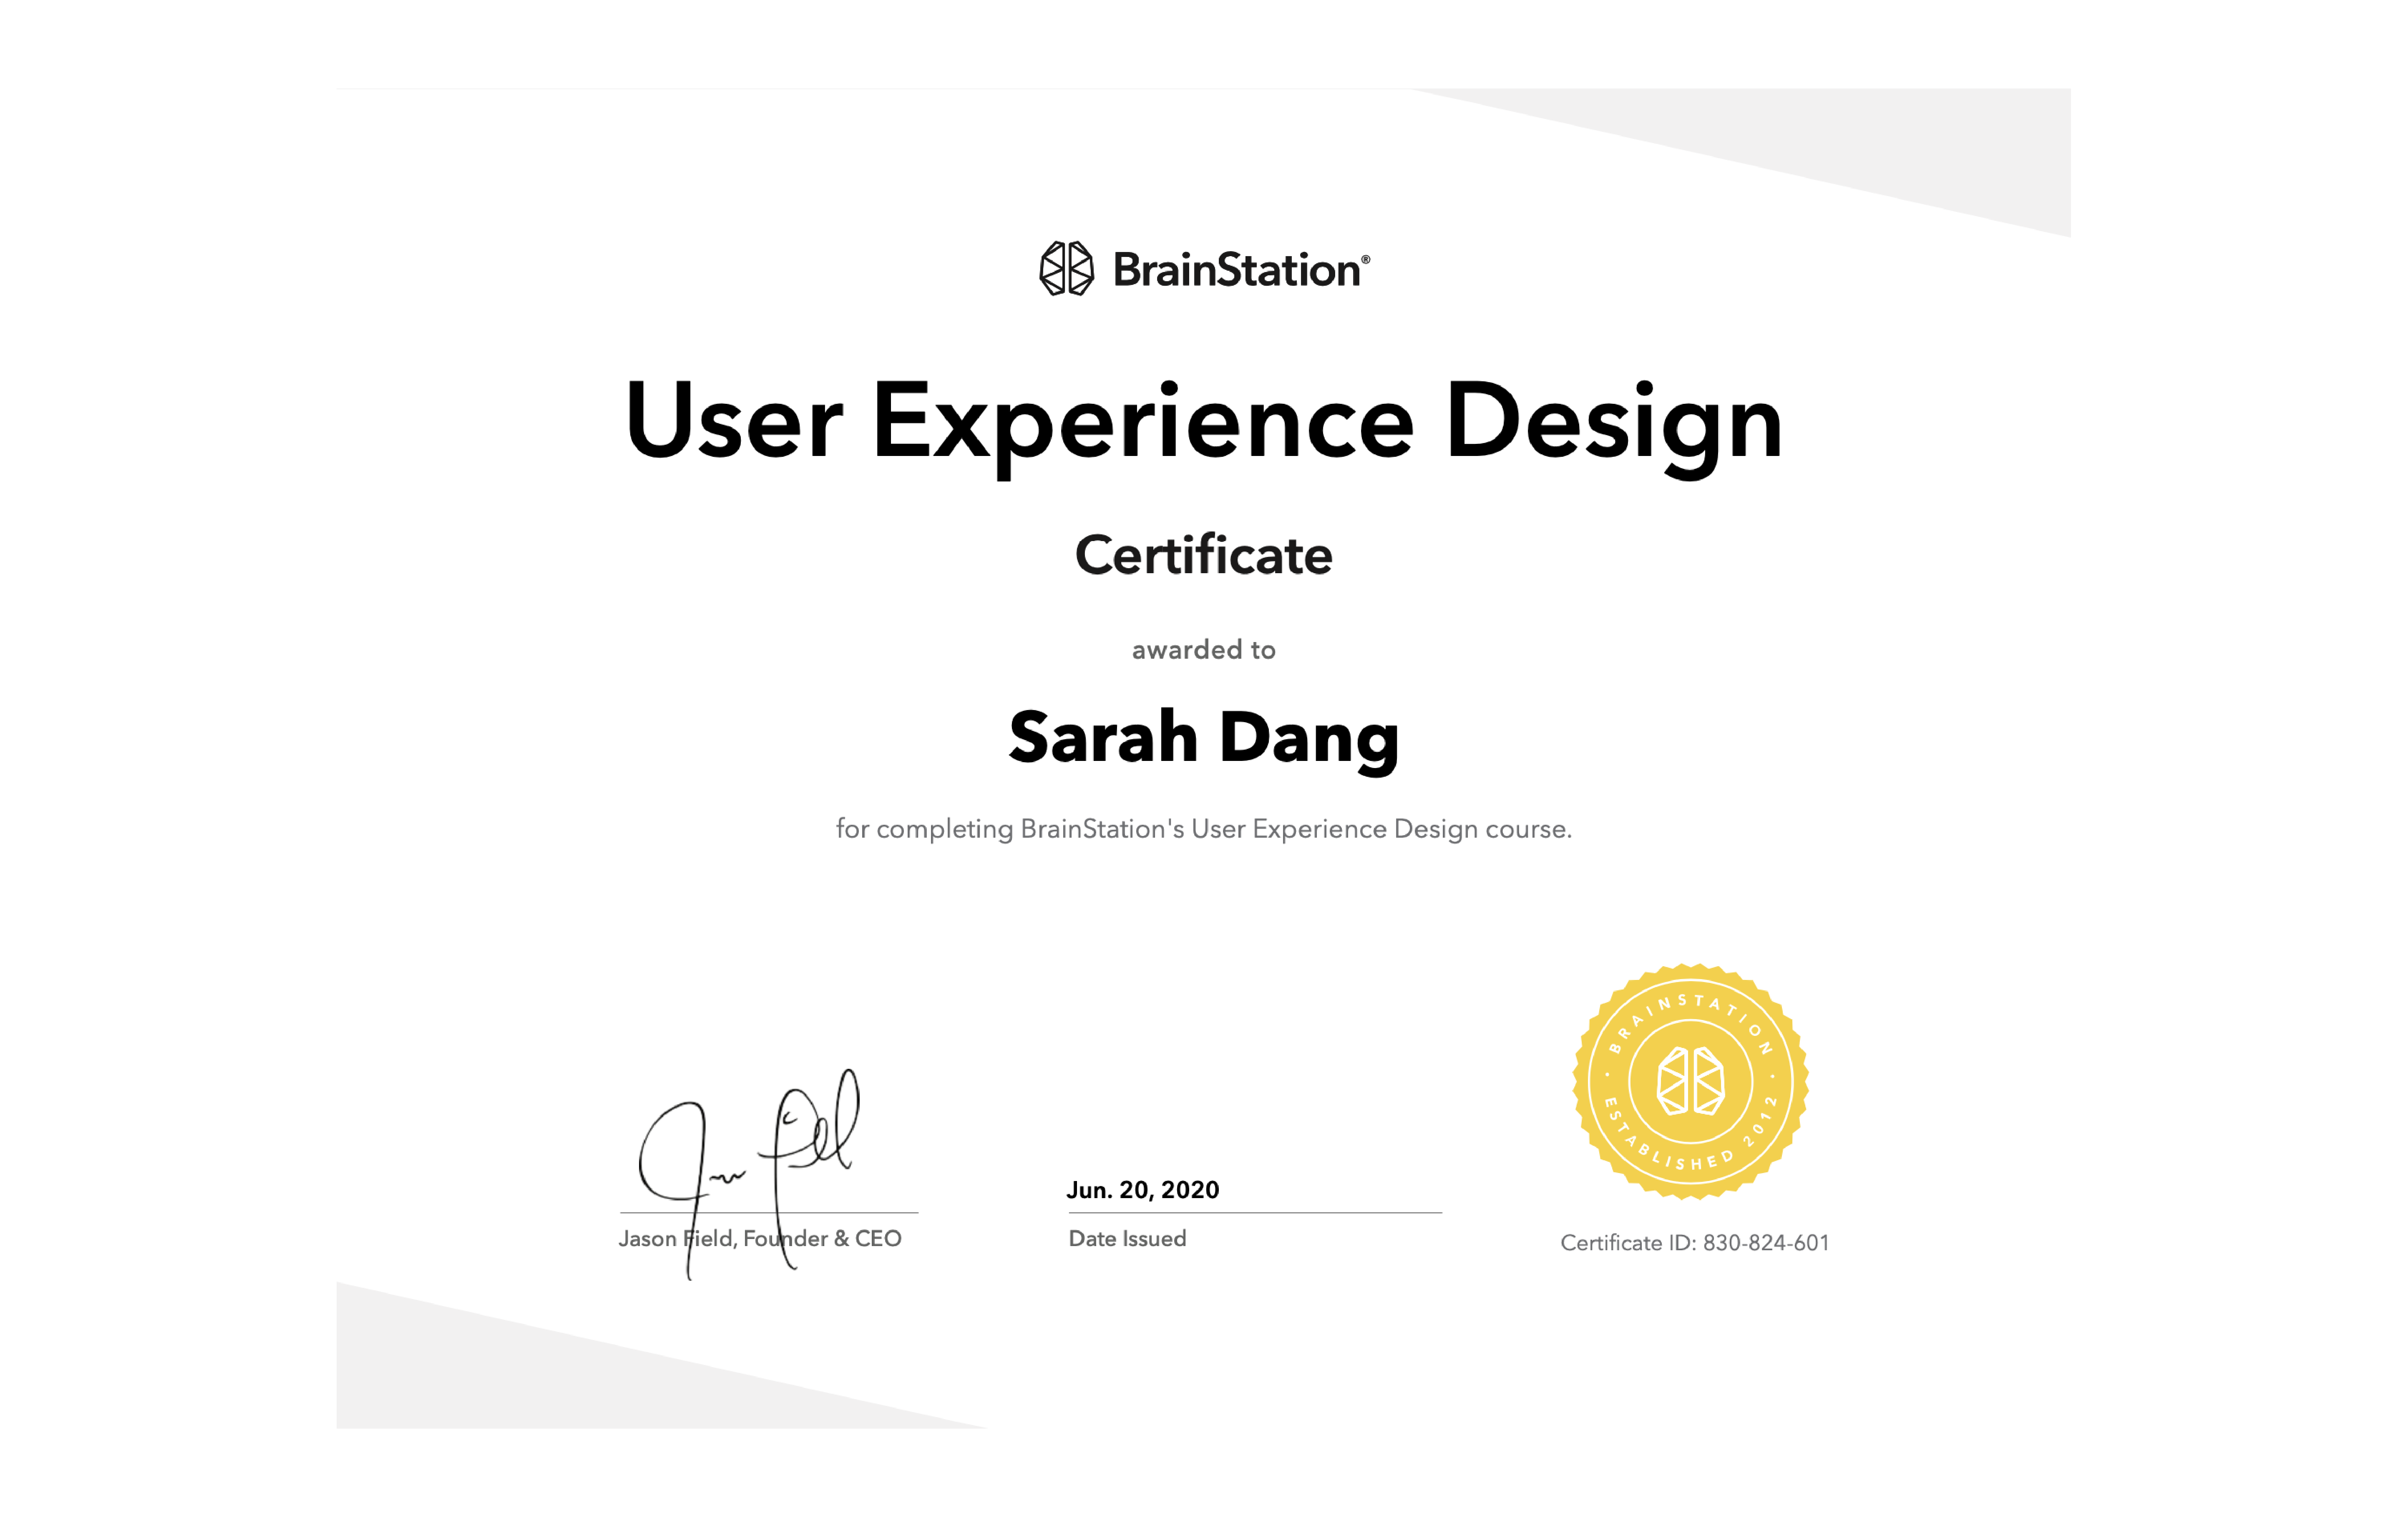 BrainStation®
User Experience Design
Certificate
awarded to
Sarah Dang
for completing BrainStation's User Experience Design course.
• BRAINSTATION •
ESTABLISHED 2012
Jun. 20, 2020
Jason Field, Founder & CEO
Date Issued
Certificate ID: 830-824-601